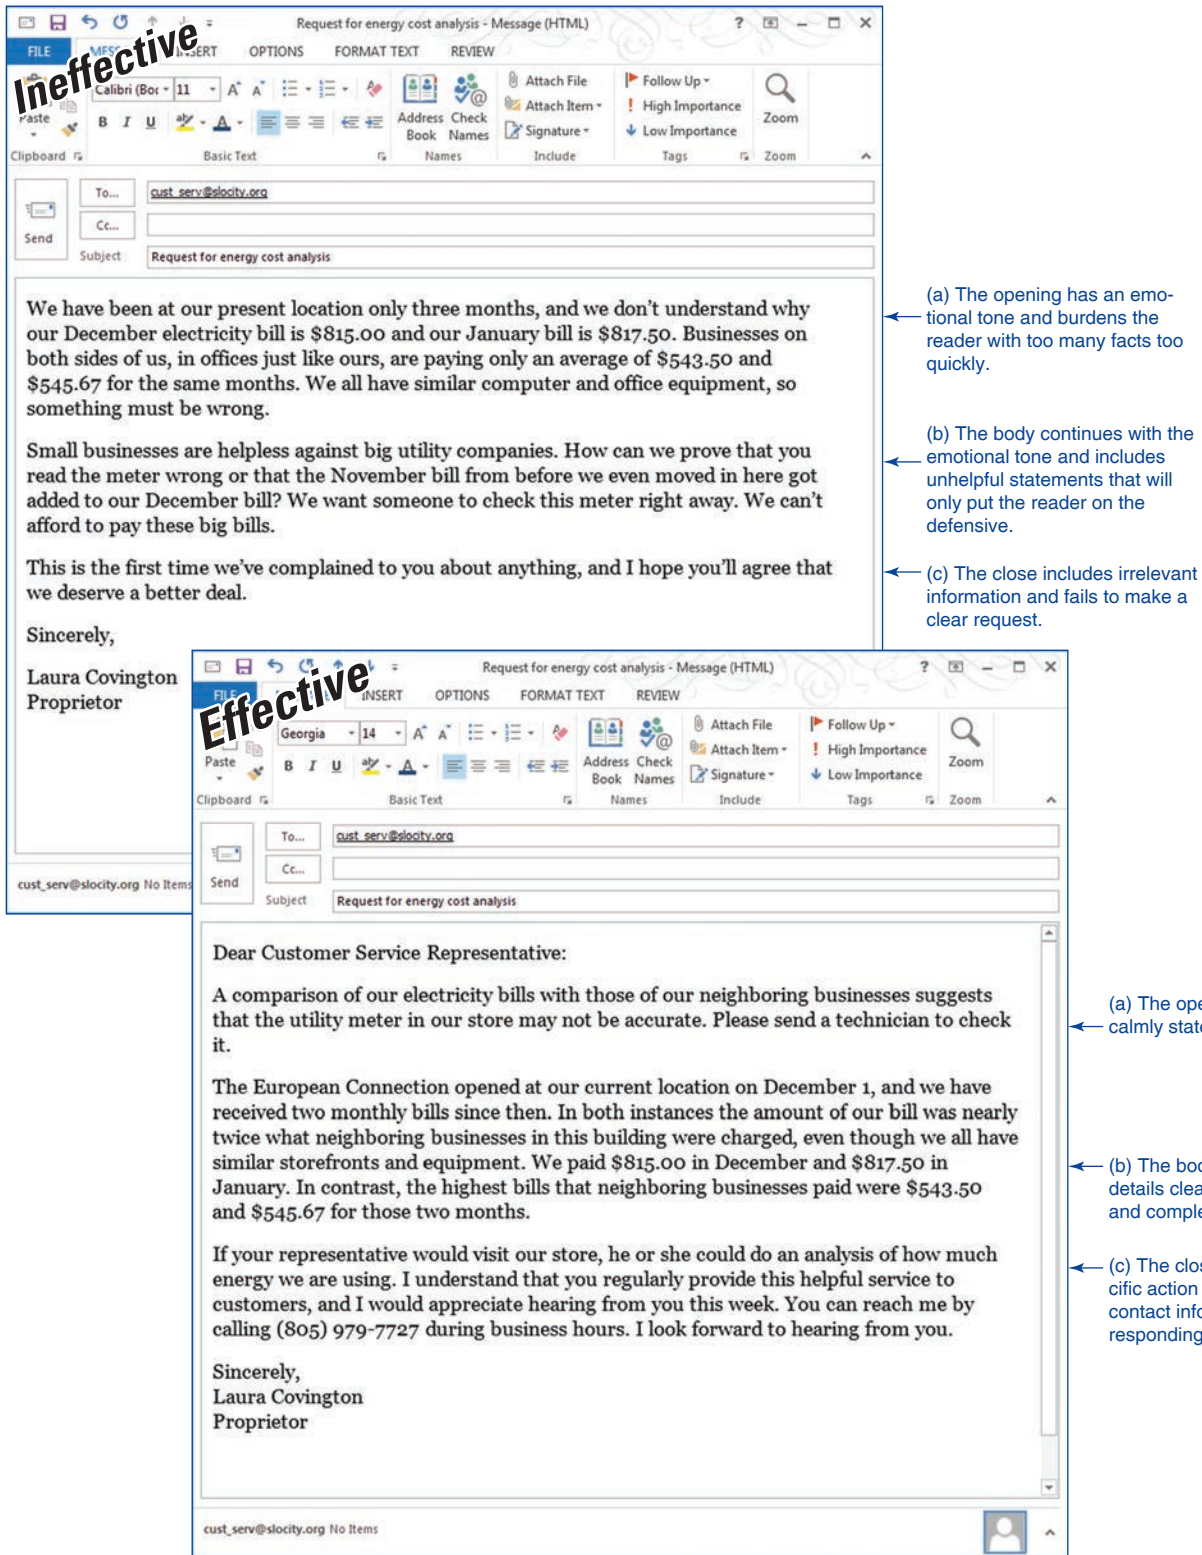 Request for energy cost analysis - Message (HTML)
Ineffective
FILE INSERT OPTIONS FORMAT TEXT REVIEW
Calibri (Boc 11 A A
Attach File
Follow Up
Paste
B I U
Address Check
Book Names
Attach Item
High Importance
Zoom
Signature
Low Importance
Clipboard Basic Text Names Include Tags Zoom
To... cust_serv@slocity.org
Cc...
Send
Subject Request for energy cost analysis
We have been at our present location only three months, and we don't understand why
our December electricity bill is $815.00 and our January bill is $817.50. Businesses on
both sides of us, in offices just like ours, are paying only an average of $543.50 and
$545.67 for the same months. We all have similar computer and office equipment, so
something must be wrong.
Small businesses are helpless against big utility companies. How can we prove that you
read the meter wrong or that the November bill from before we even moved in here got
added to our December bill? We want someone to check this meter right away. We can't
afford to pay these big bills.
This is the first time we've complained to you about anything, and I hope you'll agree that
we deserve a better deal.
Sincerely,
Laura Covington
Proprietor
cust_serv@slocity.org No Items
(a) The opening has an emo-
tional tone and burdens the
reader with too many facts too
quickly.
(b) The body continues with the
emotional tone and includes
unhelpful statements that will
only put the reader on the
defensive.
(c) The close includes irrelevant
information and fails to make a
clear request.
Request for energy cost analysis - Message (HTML)
Effective
FILE INSERT OPTIONS FORMAT TEXT REVIEW
Georgia 14 A A
Attach File
Follow Up
Paste
B I U
Address Check
Book Names
Attach Item
High Importance
Zoom
Signature
Low Importance
Clipboard Basic Text Names Include Tags Zoom
To... cust_serv@slocity.org
Cc...
Send
Subject Request for energy cost analysis
Dear Customer Service Representative:
A comparison of our electricity bills with those of our neighboring businesses suggests
that the utility meter in our store may not be accurate. Please send a technician to check
it.
The European Connection opened at our current location on December 1, and we have
received two monthly bills since then. In both instances the amount of our bill was nearly
twice what neighboring businesses in this building were charged, even though we all have
similar storefronts and equipment. We paid $815.00 in December and $817.50 in
January. In contrast, the highest bills that neighboring businesses paid were $543.50
and $545.67 for those two months.
If your representative would visit our store, he or she could do an analysis of how much
energy we are using. I understand that you regularly provide this helpful service to
customers, and I would appreciate hearing from you this week. You can reach me by
calling (805) 979-7727 during business hours. I look forward to hearing from you.
Sincerely,
Laura Covington
Proprietor
cust_serv@slocity.org No Items
(a) The ope
calmly state
(b) The bod
details clea
and comple
(c) The clos
cific action
contact info
responding